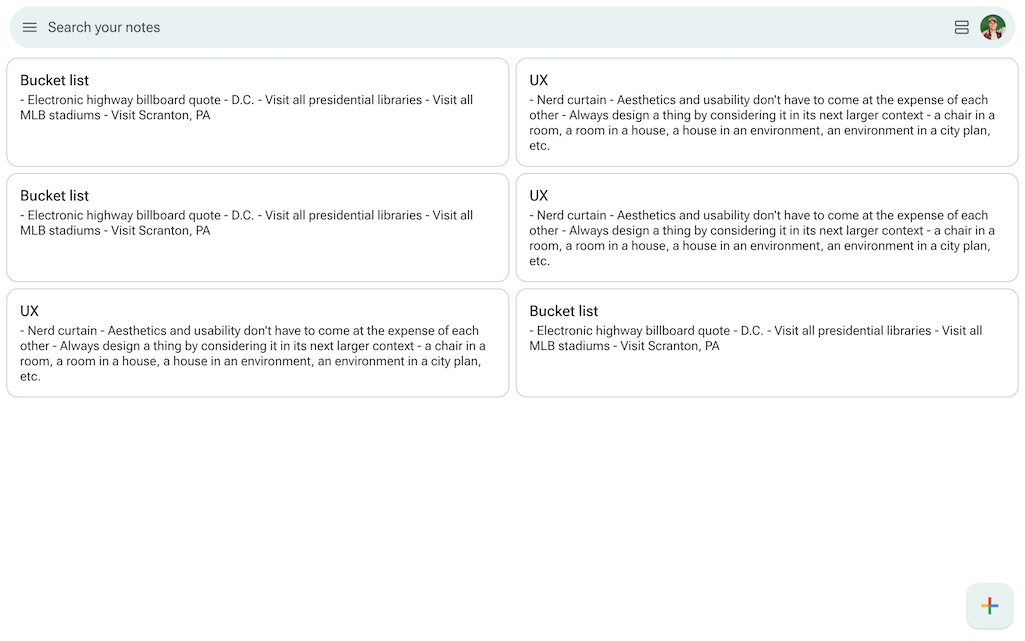 Search your notes
Bucket list
- Electronic highway billboard quote - D.C. - Visit all presidential libraries - Visit all
MLB stadiums - Visit Scranton, PA
UX
- Nerd curtain - Aesthetics and usability don't have to come at the expense of each
other - Always design a thing by considering it in its next larger context - a chair in a
room, a room in a house, a house in an environment, an environment in a city plan,
etc.
Bucket list
- Electronic highway billboard quote - D.C. - Visit all presidential libraries - Visit all
MLB stadiums - Visit Scranton, PA
UX
- Nerd curtain - Aesthetics and usability don't have to come at the expense of each
other - Always design a thing by considering it in its next larger context - a chair in a
room, a room in a house, a house in an environment, an environment in a city plan,
etc.
UX
- Nerd curtain - Aesthetics and usability don't have to come at the expense of each
other - Always design a thing by considering it in its next larger context - a chair in a
room, a room in a house, a house in an environment, an environment in a city plan,
etc.
Bucket list
- Electronic highway billboard quote - D.C. - Visit all presidential libraries - Visit all
MLB stadiums - Visit Scranton, PA